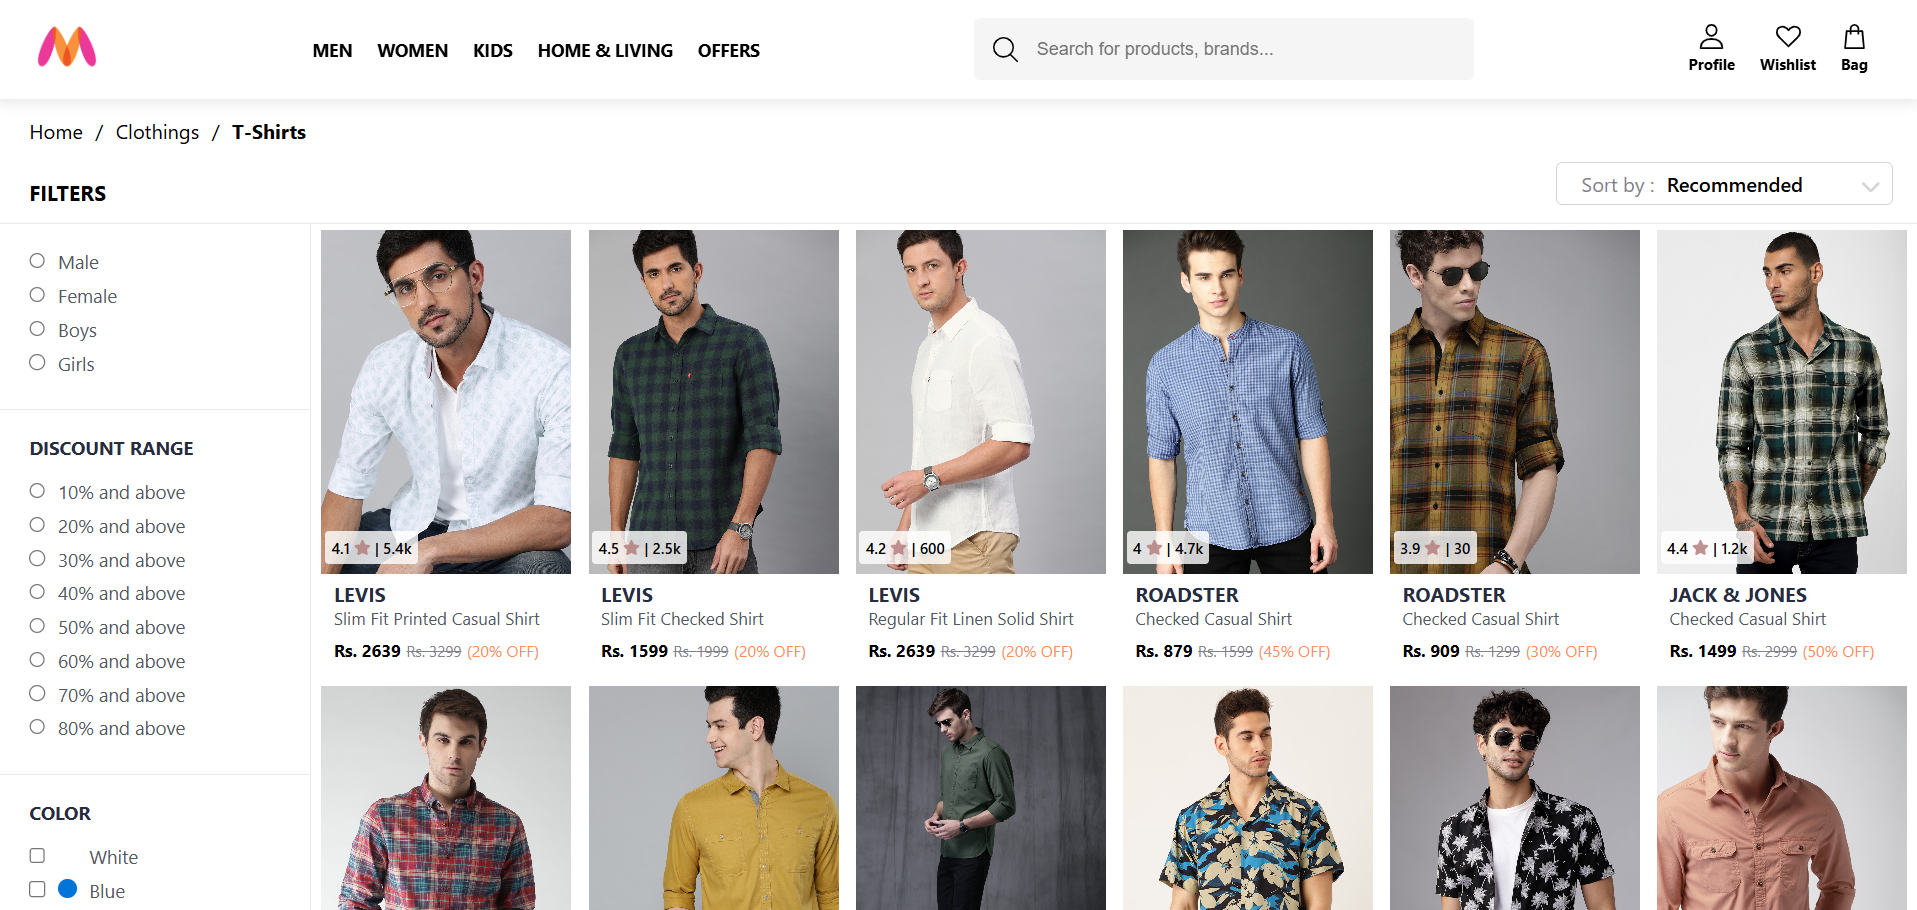 MEN WOMEN KIDS HOME & LIVING OFFERS
Search for products, brands...
Profile Wishlist Bag
Home / Clothings / T-Shirts
FILTERS
Sort by : Recommended
Male
Female
Boys
Girls
DISCOUNT RANGE
10% and above
20% and above
30% and above
40% and above
50% and above
60% and above
70% and above
80% and above
COLOR
White
Blue
4.1 | 5.4k
LEVIS
Slim Fit Printed Casual Shirt
Rs. 2639 Rs. 3299 (20% OFF)
4.5 | 2.5k
LEVIS
Slim Fit Checked Shirt
Rs. 1599 Rs. 1999 (20% OFF)
4.2 | 600
LEVIS
Regular Fit Linen Solid Shirt
Rs. 2639 Rs. 3299 (20% OFF)
4 | 4.7k
ROADSTER
Checked Casual Shirt
Rs. 879 Rs. 1599 (45% OFF)
3.9 | 30
ROADSTER
Checked Casual Shirt
Rs. 909 Rs. 1299 (30% OFF)
4.4 | 1.2k
JACK & JONES
Checked Casual Shirt
Rs. 1499 Rs. 2999 (50% OFF)